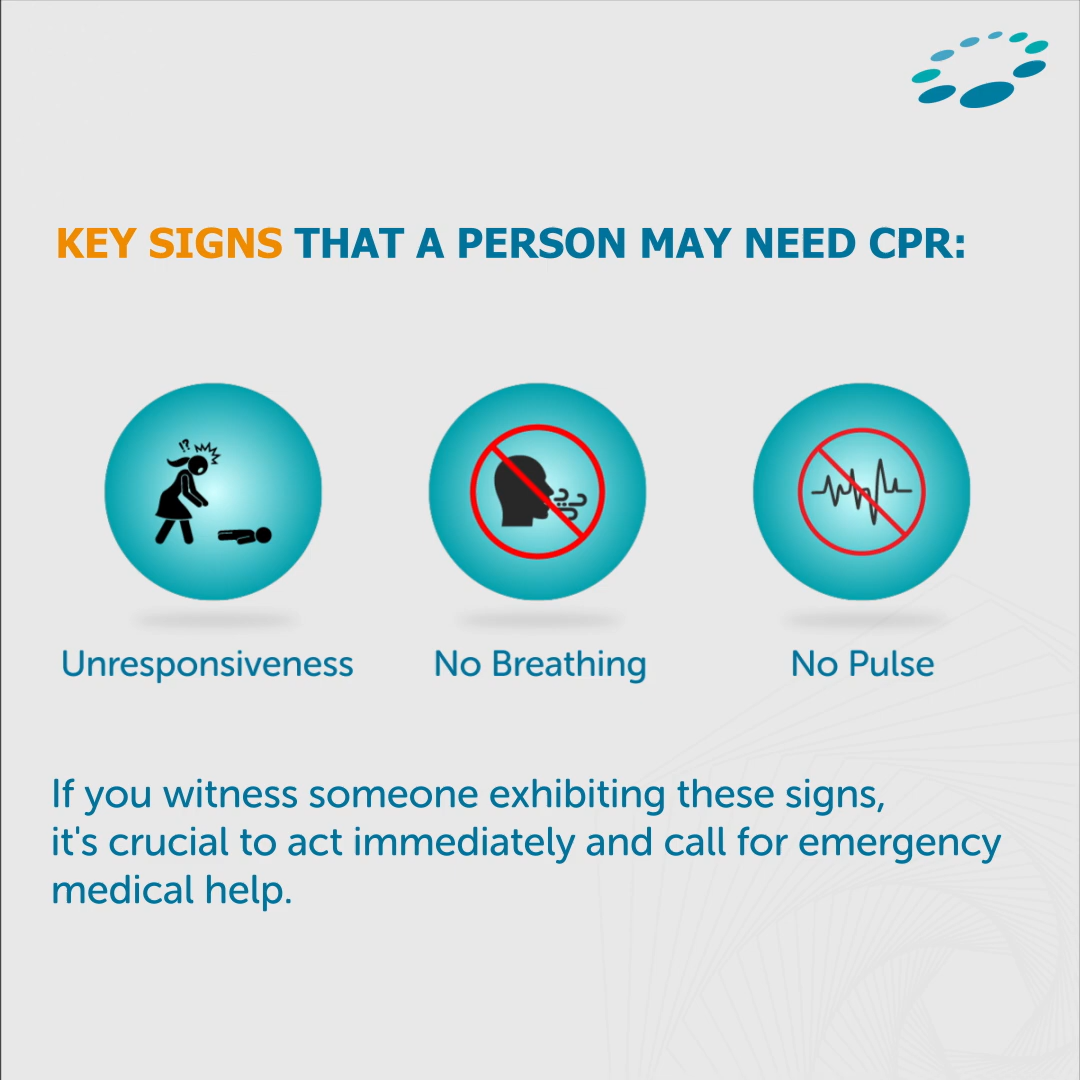 KEY SIGNS THAT A PERSON MAY NEED CPR:
!?
Unresponsiveness
No Breathing
No Pulse
If you witness someone exhibiting these signs,
it's crucial to act immediately and call for emergency
medical help.